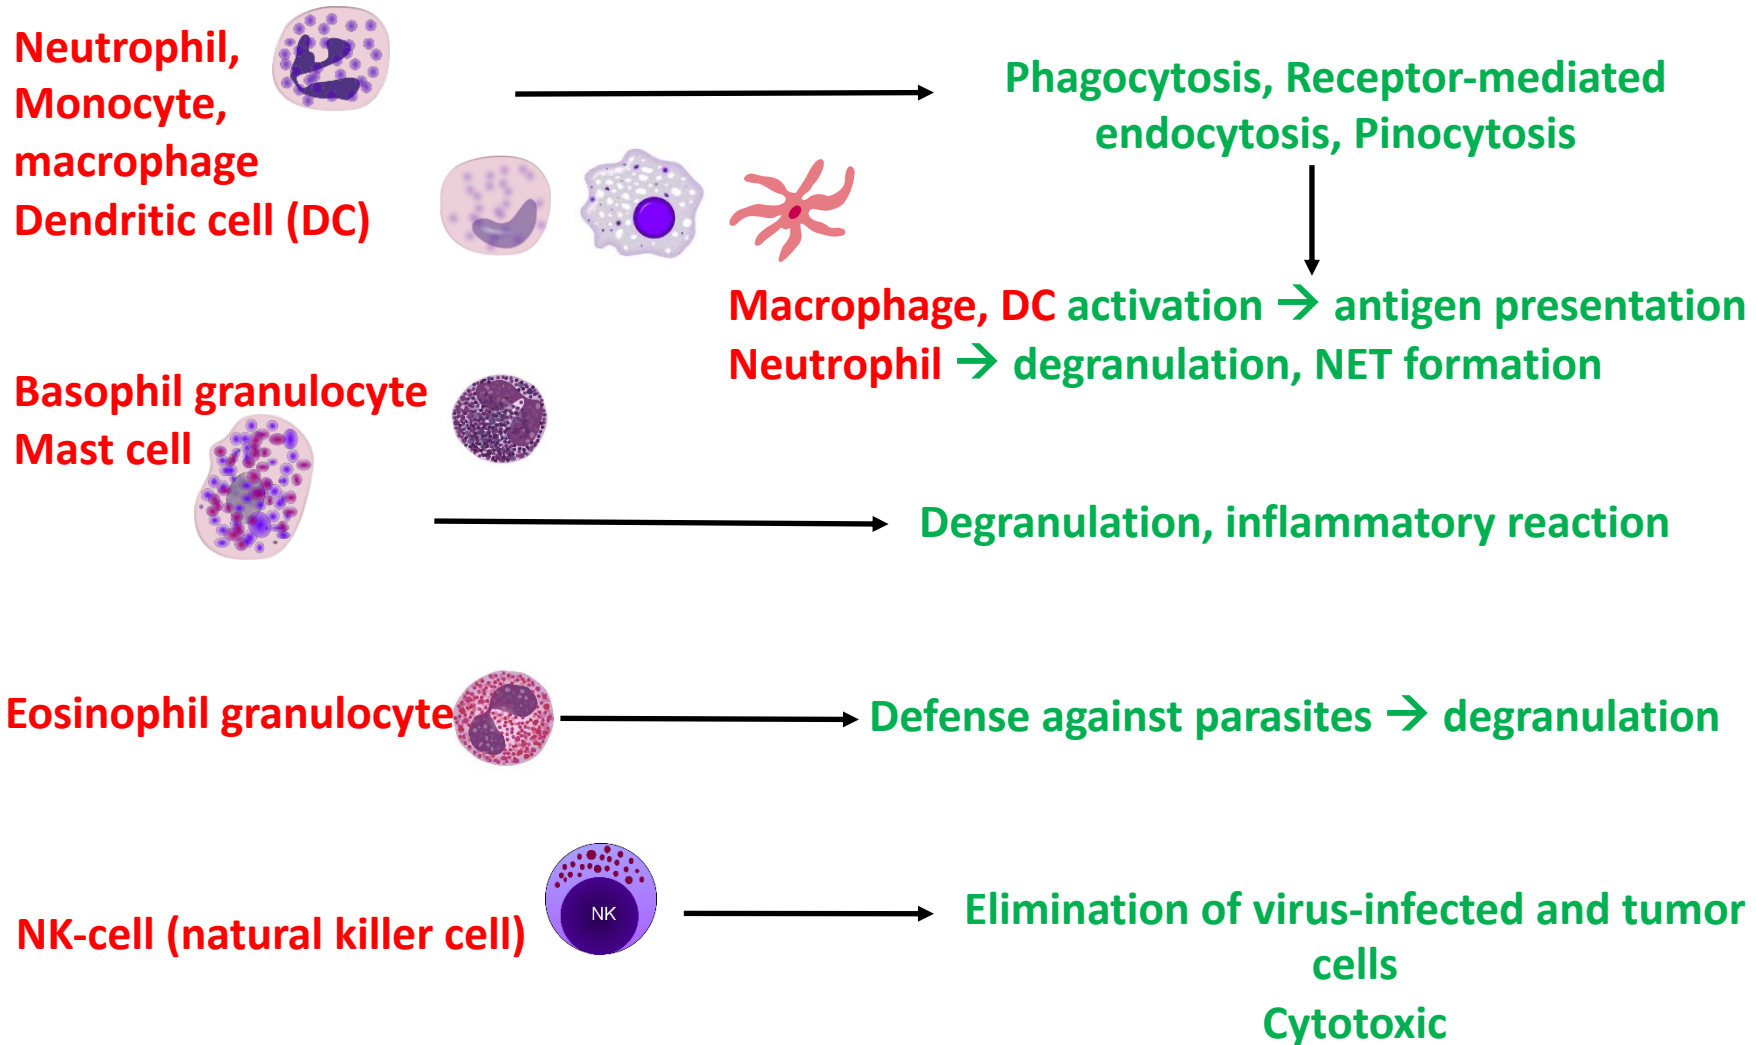 Neutrophil,
Monocyte,
macrophage
Dendritic cell (DC)
Phagocytosis, Receptor-mediated
endocytosis, Pinocytosis
Macrophage, DC activation → antigen presentation
Neutrophil → degranulation, NET formation
Basophil granulocyte
Mast cell
Degranulation, inflammatory reaction
Eosinophil granulocyte
Defense against parasites → degranulation
NK-cell (natural killer cell)
NK
Elimination of virus-infected and tumor
cells
Cytotoxic